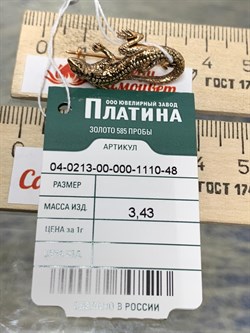 ГОСТ 17
ООО ЮВЕЛИРНЫЙ ЗАВОД
ПЛАТИНА
ЗОЛОТО 585 ПРОБЫ
АРТИКУЛ
04-0213-00-000-1110-48
РАЗМЕР
МАССА ИЗД. 3,43
ЦЕНА за 1г
ГОСТ 17
В РОССИИ